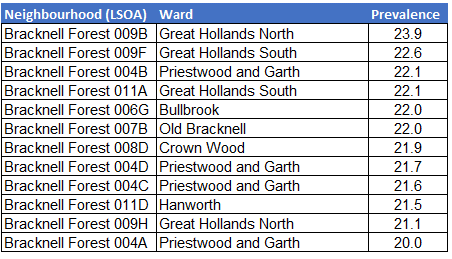 Neighbourhood (LSOA) Ward Prevalence
Bracknell Forest 009B Great Hollands North 23.9
Bracknell Forest 009F Great Hollands South 22.6
Bracknell Forest 004B Priestwood and Garth 22.1
Bracknell Forest 011A Great Hollands South 22.1
Bracknell Forest 006G Bullbrook 22.0
Bracknell Forest 007B Old Bracknell 22.0
Bracknell Forest 008D Crown Wood 21.9
Bracknell Forest 004D Priestwood and Garth 21.7
Bracknell Forest 004C Priestwood and Garth 21.6
Bracknell Forest 011D Hanworth 21.5
Bracknell Forest 009H Great Hollands North 21.1
Bracknell Forest 004A Priestwood and Garth 20.0